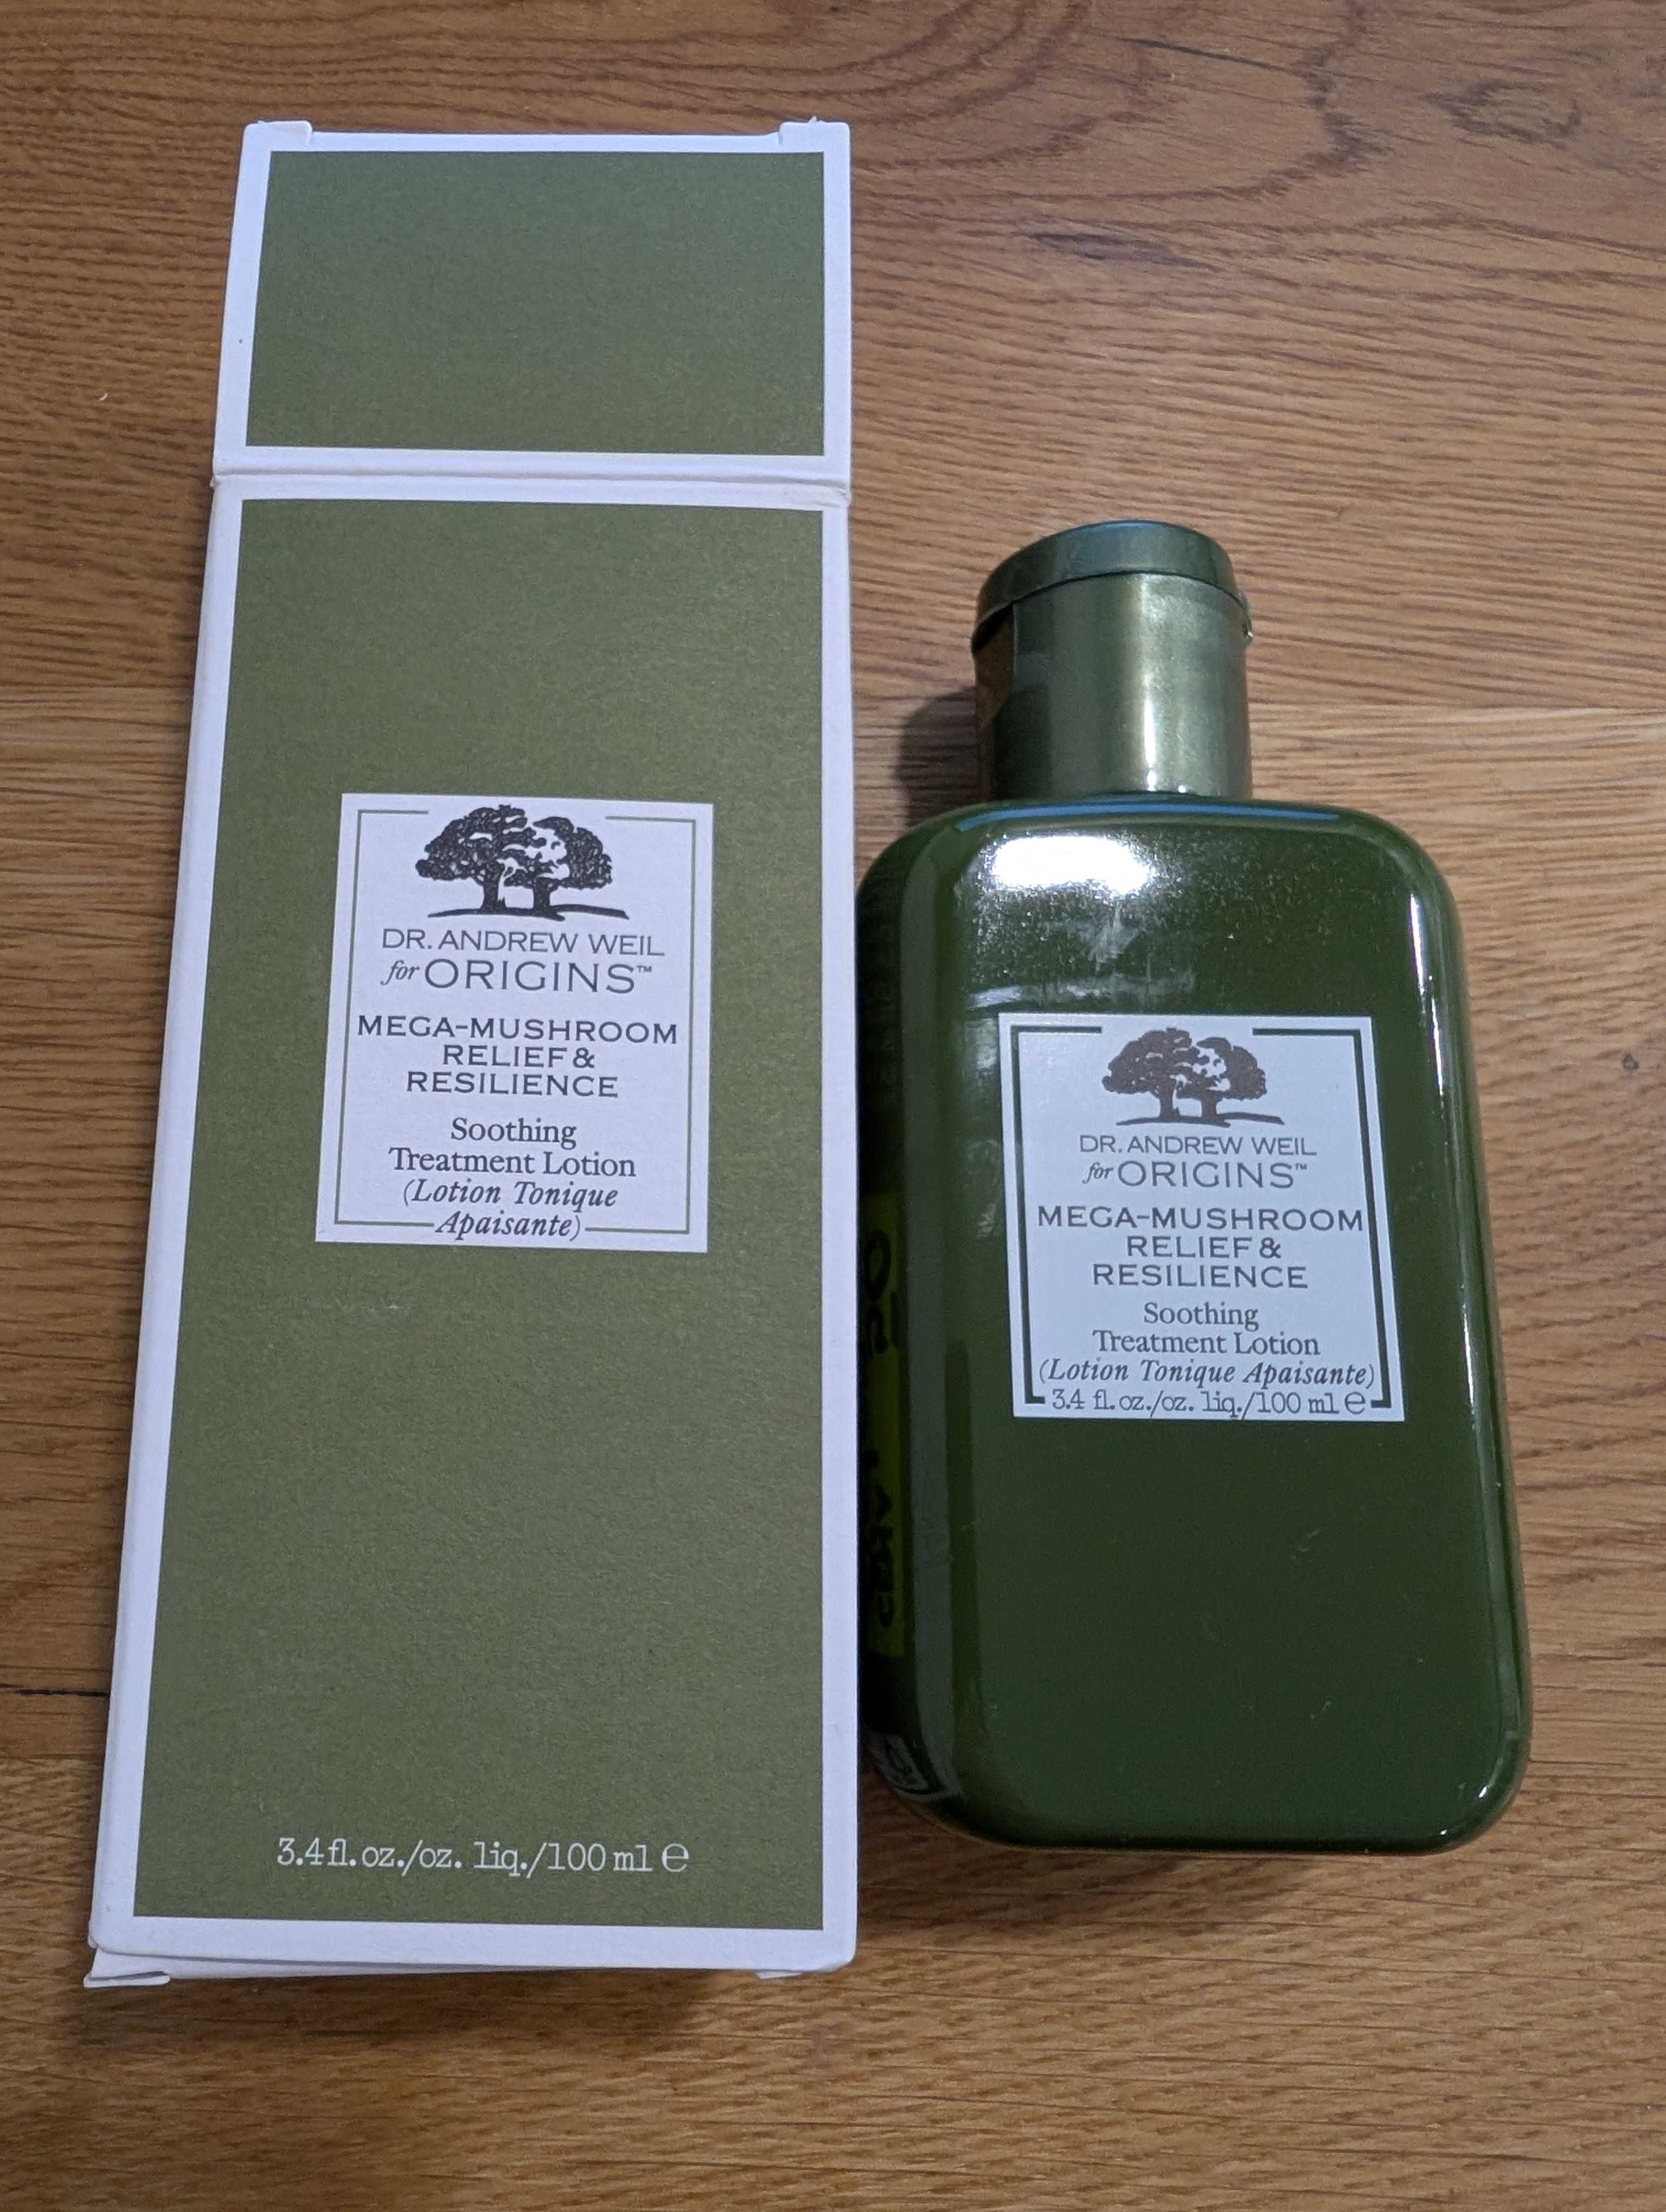 DR. ANDREW WEIL
for ORIGINS™
MEGA-MUSHROOM
RELIEF &
RESILIENCE
Soothing
Treatment Lotion
(Lotion Tonique
Apaisante)
3.4 fl. oz./oz. liq./100 ml ℮
DR. ANDREW WEIL
for ORIGINS™
MEGA-MUSHROOM
RELIEF &
RESILIENCE
Soothing
Treatment Lotion
(Lotion Tonique Apaisante)
3.4 fl. oz./oz. liq./100 ml ℮